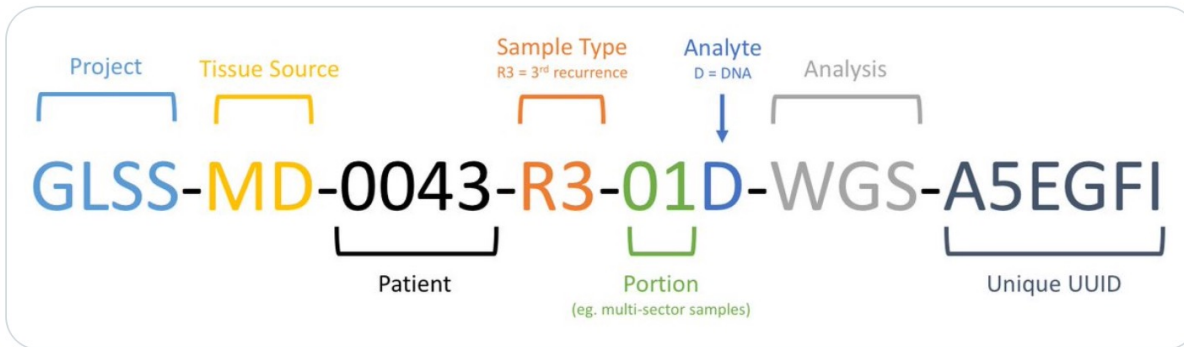 Project
Tissue Source
Sample Type
R3 = 3rd recurrence
Analyte
D = DNA
Analysis
GLSS-MD-0043-R3-01D-WGS-A5EGFI
Patient
Portion
(eg. multi-sector samples)
Unique UUID